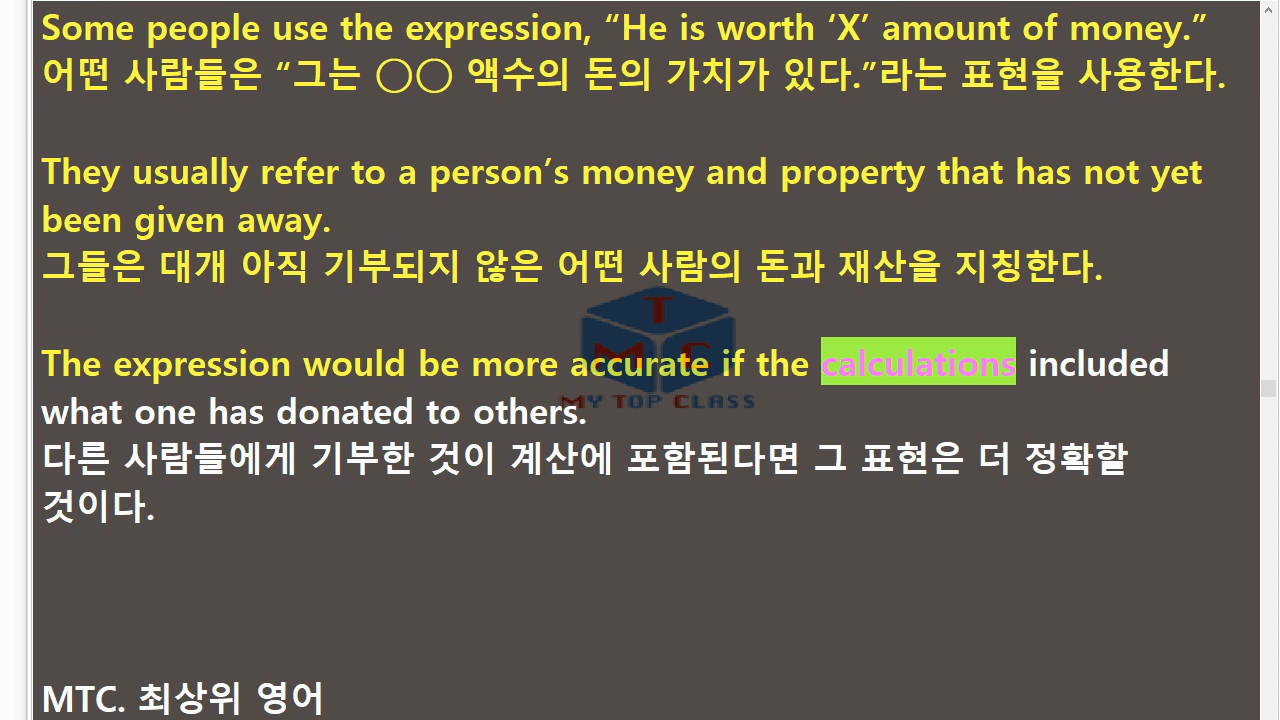 Some people use the expression, “He is worth ‘X’ amount of money.”
어떤 사람들은 “그는 ○○ 액수의 돈의 가치가 있다.”라는 표현을 사용한다.
They usually refer to a person’s money and property that has not yet
been given away.
그들은 대개 아직 기부되지 않은 어떤 사람의 돈과 재산을 지칭한다.
The expression would be more accurate if the calculations included
what one has donated to others.
다른 사람들에게 기부한 것이 계산에 포함된다면 그 표현은 더 정확할
것이다.
T
M C
MY TOP CLASS
MTC. 최상위 영어